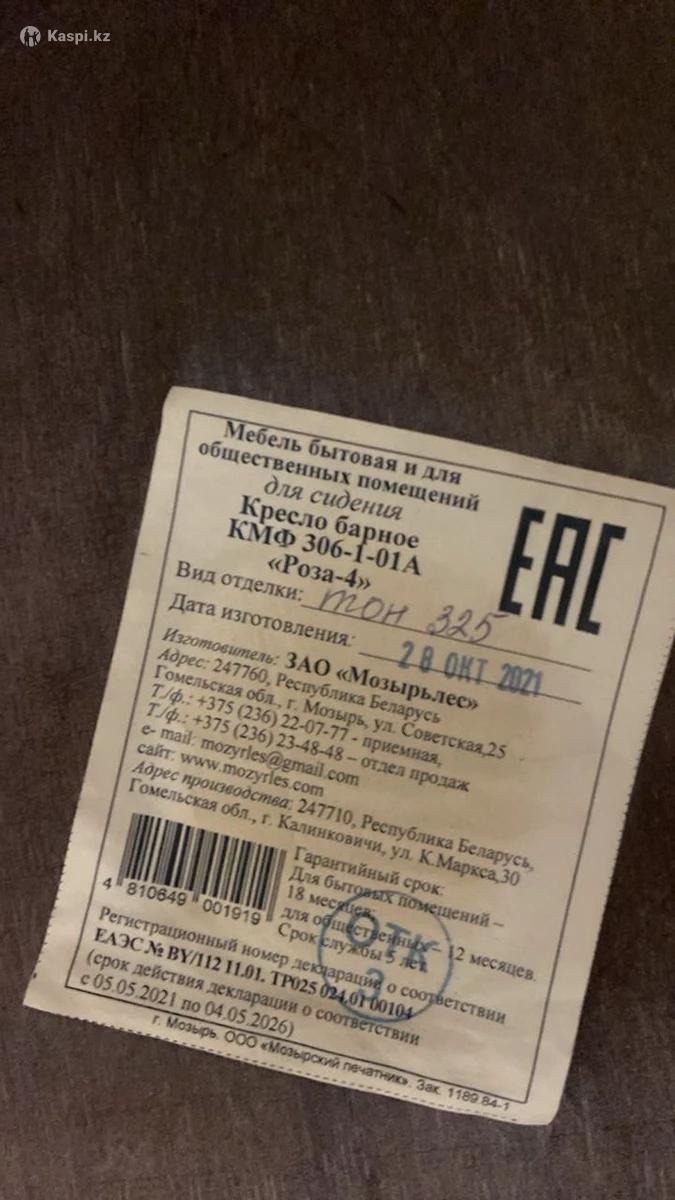 Kaspi.kz
Мебель бытовая и для
общественных помещений
для сидения
Кресло барное
КМФ 306-1-01А
«Роза-4»
ЕАС
Вид отделки: тон 325
Дата изготовления: 28 ОКТ 2021
Изготовитель: ЗАО «Мозырьлес»
Адрес: 247760, Республика Беларусь
Гомельская обл., г. Мозырь, ул. Советская,25
Т./ф.: +375 (236) 22-07-77 - приемная,
Т./ф.: +375 (236) 23-48-48 – отдел продаж
e- mail: mozyrles@gmail.com
сайт: www.mozyrles.com
Адрес производства: 247710, Республика Беларусь,
Гомельская обл., г. Калинковичи, ул. К.Маркса,30
Гарантийный срок:
Для бытовых помещений –
18 месяцев;
для общественных – 12 месяцев.
Срок службы 5 лет.
4 810649 001919
ОТК
3
Регистрационный номер декларации о соответствии
ЕАЭС № BY/112 11.01. ТР025 024.01 00104
(срок действия декларации о соответствии
с 05.05.2021 по 04.05.2026)
г. Мозырь. ООО «Мозырский печатник». Зак. 1189.84-1